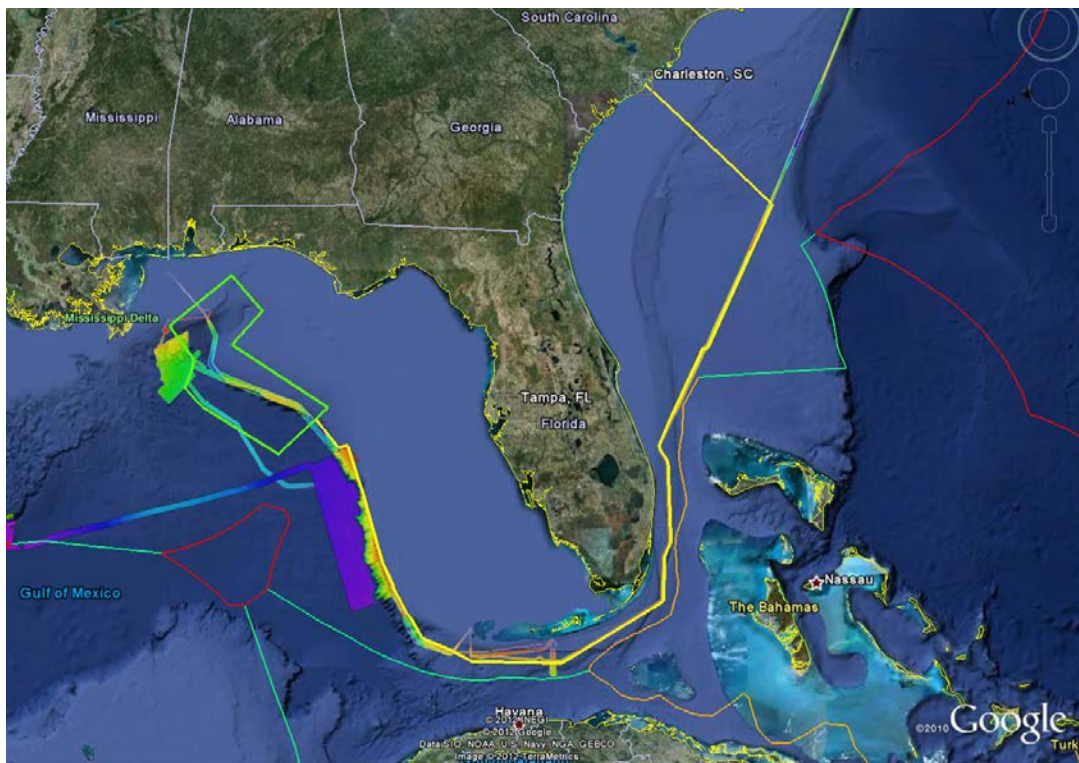 South Carolina
Charleston, SC
Mississippi
Alabama
Georgia
Mississippi Delta
Tampa, FL
Florida
Gulf of Mexico
Nassau
The Bahamas
Havana
© 2012 INEGI
© 2012 Google
Data SIO, NOAA, U.S. Navy, NGA, GEBCO
Image © 2012 TerraMetrics
©2010 Google
Turk